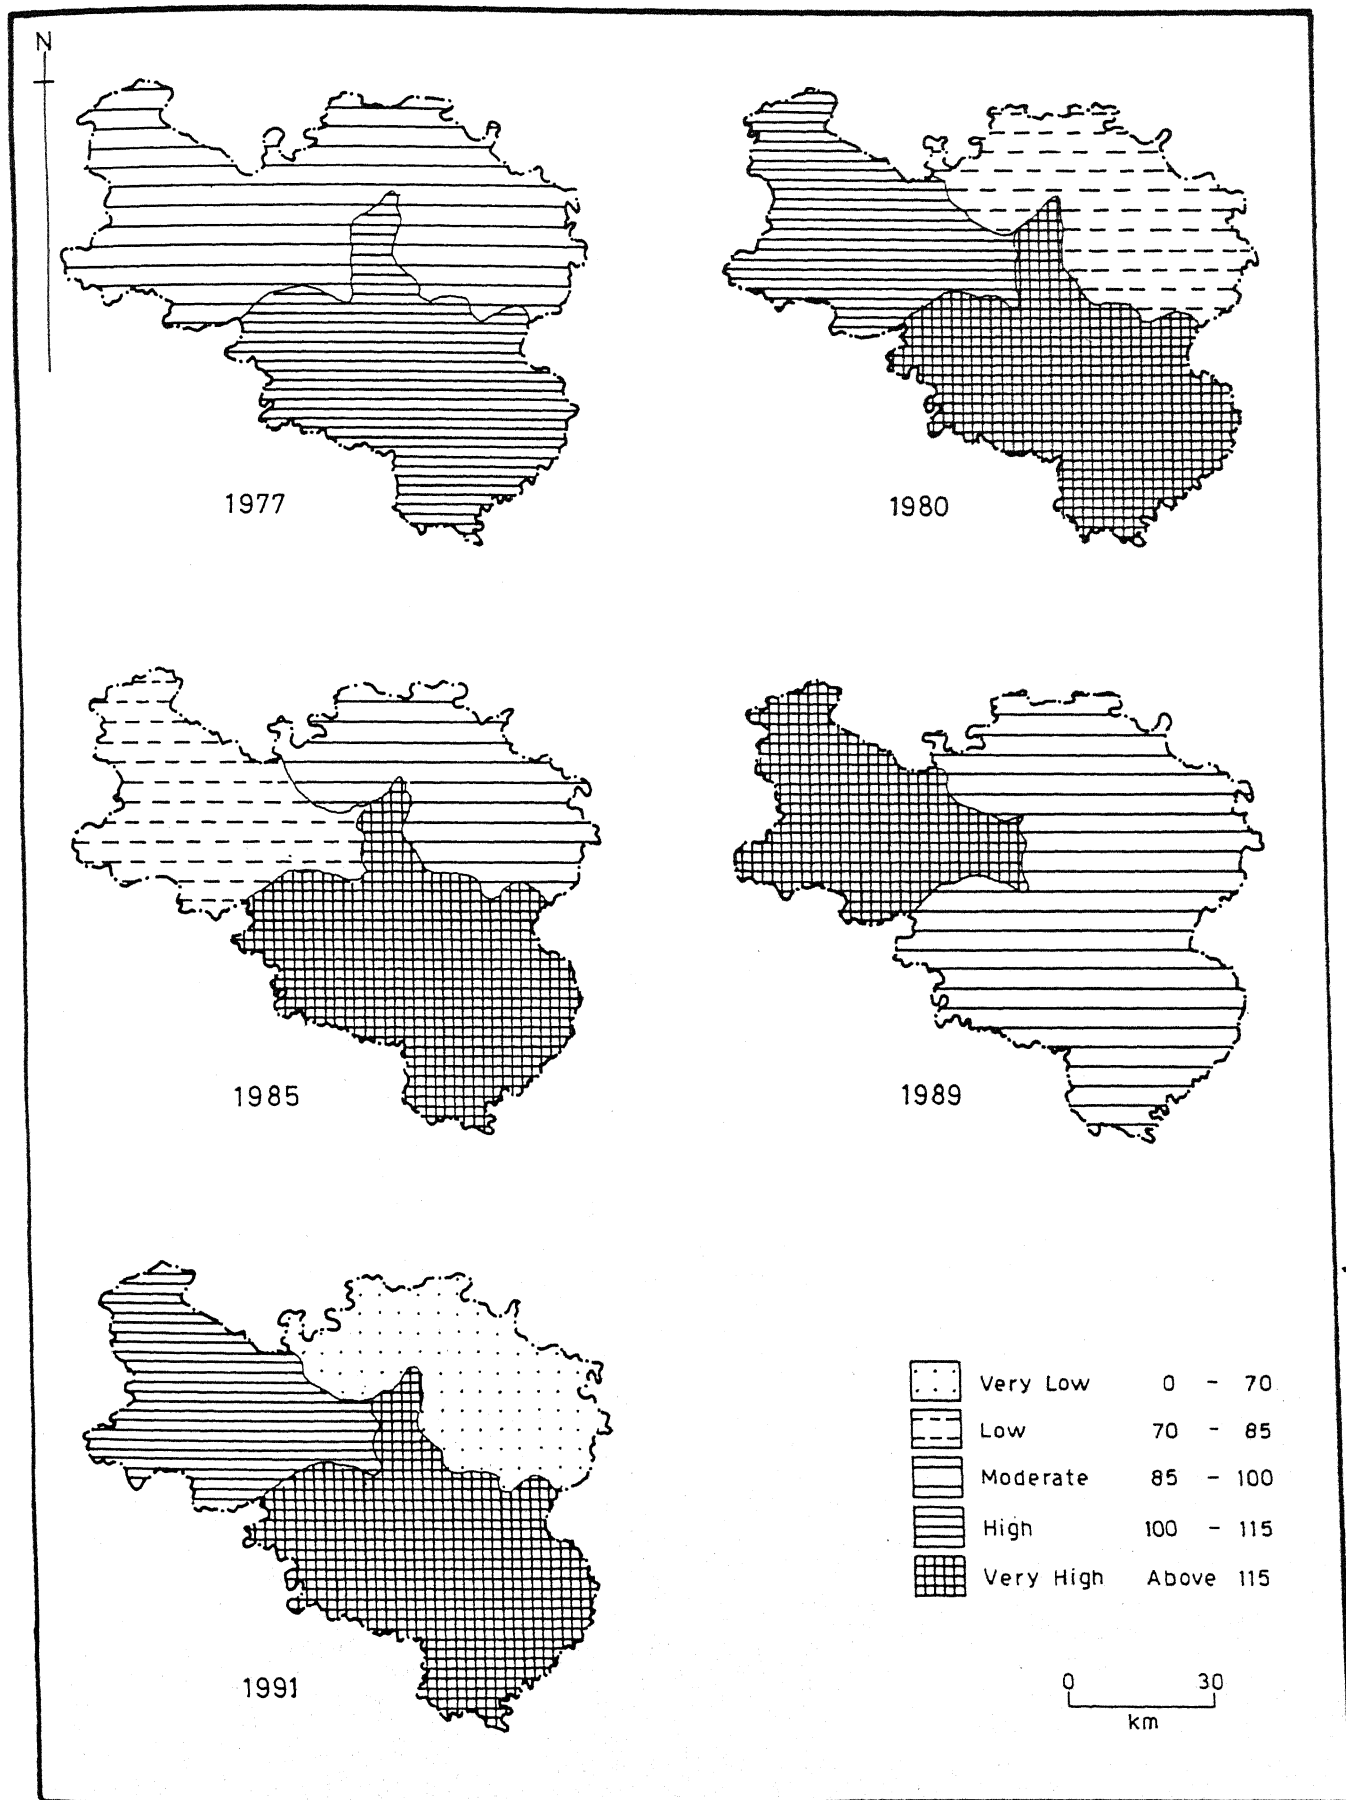 N
1977
1980
1985
1989
1991
Very Low 0 - 70
Low 70 - 85
Moderate 85 - 100
High 100 - 115
Very High Above 115
0 30
km